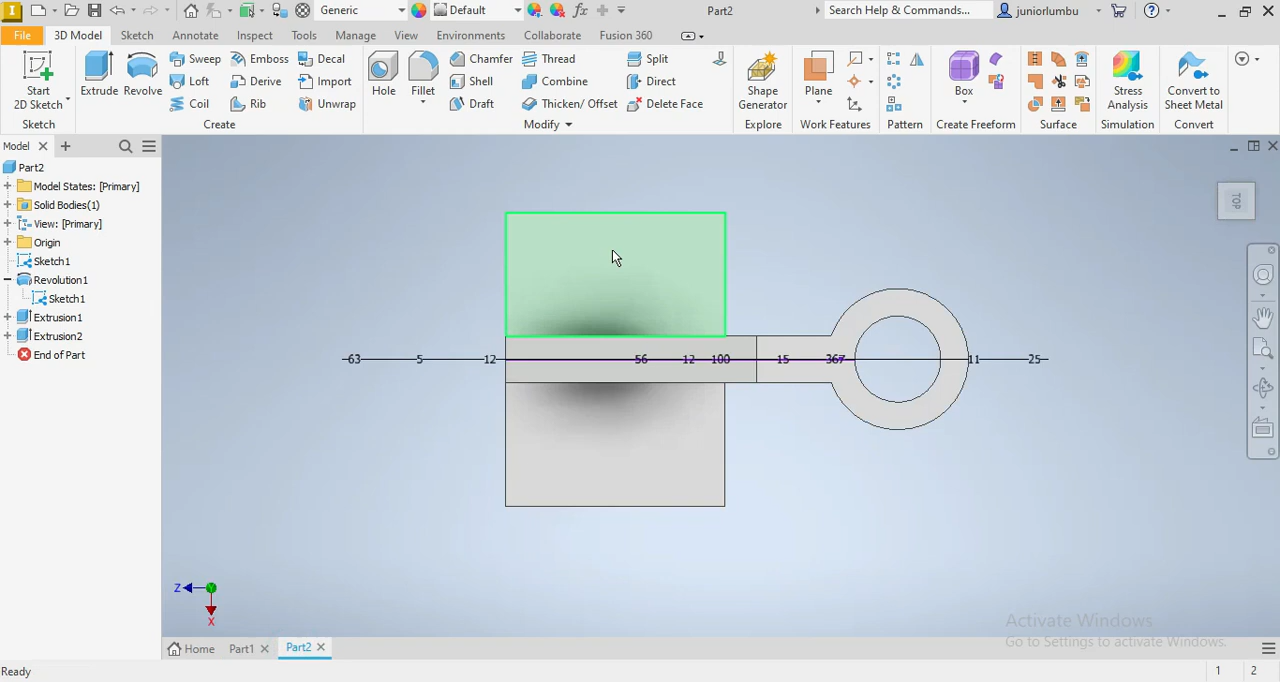 Generic
Default
Part2
Search Help & Commands...
juniorlumbu
File
3D Model
Sketch
Annotate
Inspect
Tools
Manage
View
Environments
Collaborate
Fusion 360
Start
2D Sketch
Sketch
Extrude
Revolve
Sweep
Loft
Coil
Emboss
Derive
Rib
Decal
Import
Unwrap
Create
Hole
Fillet
Chamfer
Shell
Draft
Thread
Combine
Thicken/ Offset
Split
Direct
Delete Face
Modify
Shape
Generator
Explore
Plane
Work Features
Pattern
Box
Create Freeform
Surface
Stress
Analysis
Simulation
Convert to
Sheet Metal
Convert
Model
Part2
Model States: [Primary]
Solid Bodies(1)
View: [Primary]
Origin
Sketch1
Revolution1
Sketch1
Extrusion1
Extrusion2
End of Part
TOP
63
5
12
56
12
100
15
367
11
25
Z
X
Activate Windows
Go to Settings to activate Windows.
Home
Part1
Part2
Ready
1
2